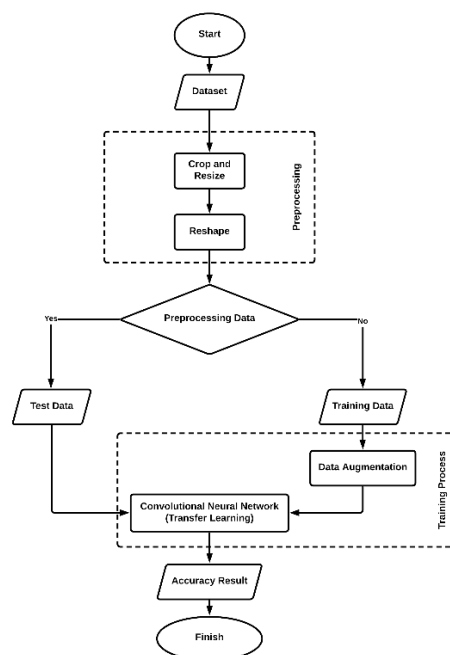 Start
Dataset
Crop and
Resize
Preprocessing
Reshape
Preprocessing Data
Yes
No
Test Data
Training Data
Data Augmentation
Training Process
Convolutional Neural Network
(Transfer Learning)
Accuracy Result
Finish